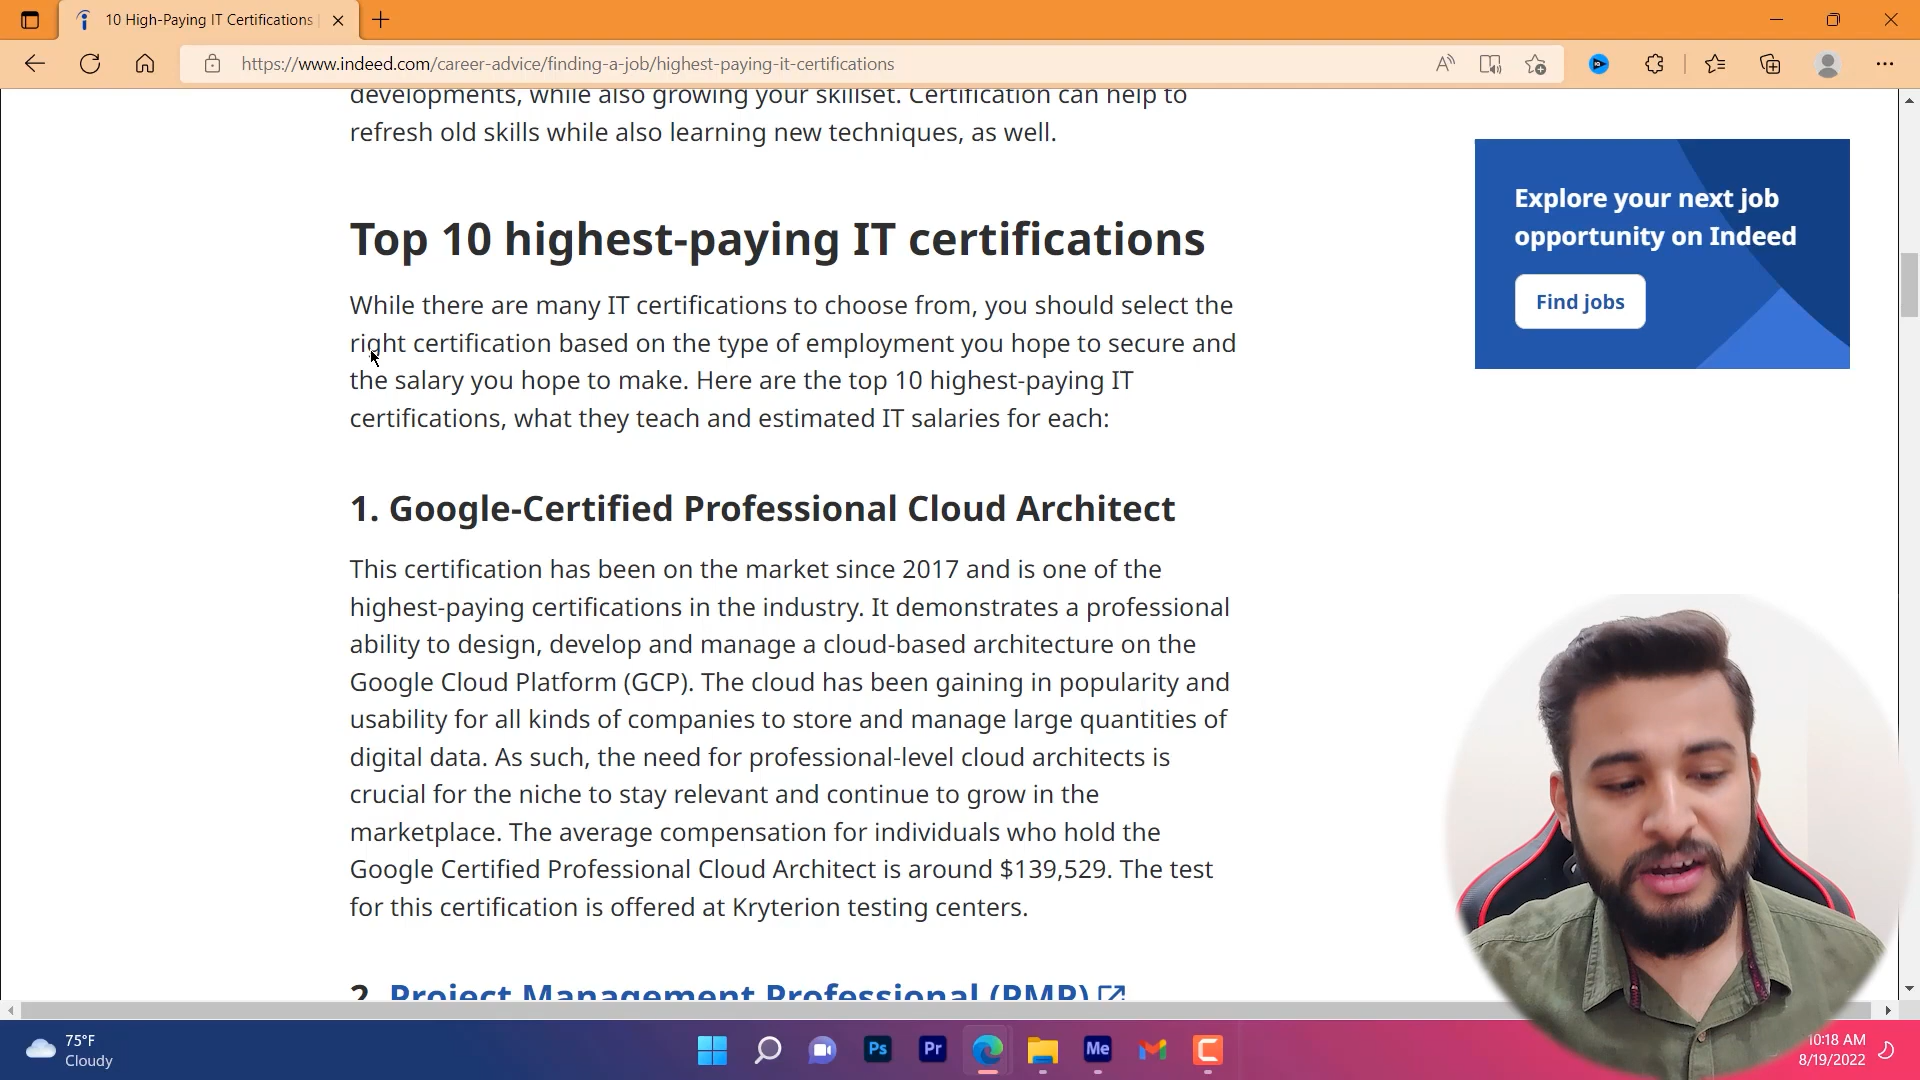 10 High-Paying IT Certifications
https://www.indeed.com/career-advice/finding-a-job/highest-paying-it-certifications
developments, while also growing your skillset. Certification can help to
refresh old skills while also learning new techniques, as well.
Explore your next job
opportunity on Indeed
Find jobs
Top 10 highest-paying IT certifications
While there are many IT certifications to choose from, you should select the
right certification based on the type of employment you hope to secure and
the salary you hope to make. Here are the top 10 highest-paying IT
certifications, what they teach and estimated IT salaries for each:
1. Google-Certified Professional Cloud Architect
This certification has been on the market since 2017 and is one of the
highest-paying certifications in the industry. It demonstrates a professional
ability to design, develop and manage a cloud-based architecture on the
Google Cloud Platform (GCP). The cloud has been gaining in popularity and
usability for all kinds of companies to store and manage large quantities of
digital data. As such, the need for professional-level cloud architects is
crucial for the niche to stay relevant and continue to grow in the
marketplace. The average compensation for individuals who hold the
Google Certified Professional Cloud Architect is around $139,529. The test
for this certification is offered at Kryterion testing centers.
2. Project Management Professional (PMP)
75°F
Cloudy
Ps
Pr
Me
10:18 AM
8/19/2022